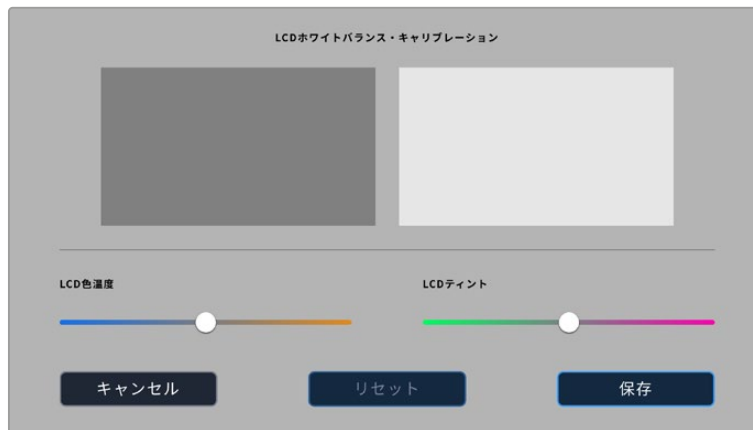 LCDホワイトバランス・キャリブレーション
LCD色温度
LCDティント
キャンセル
リセット
保存